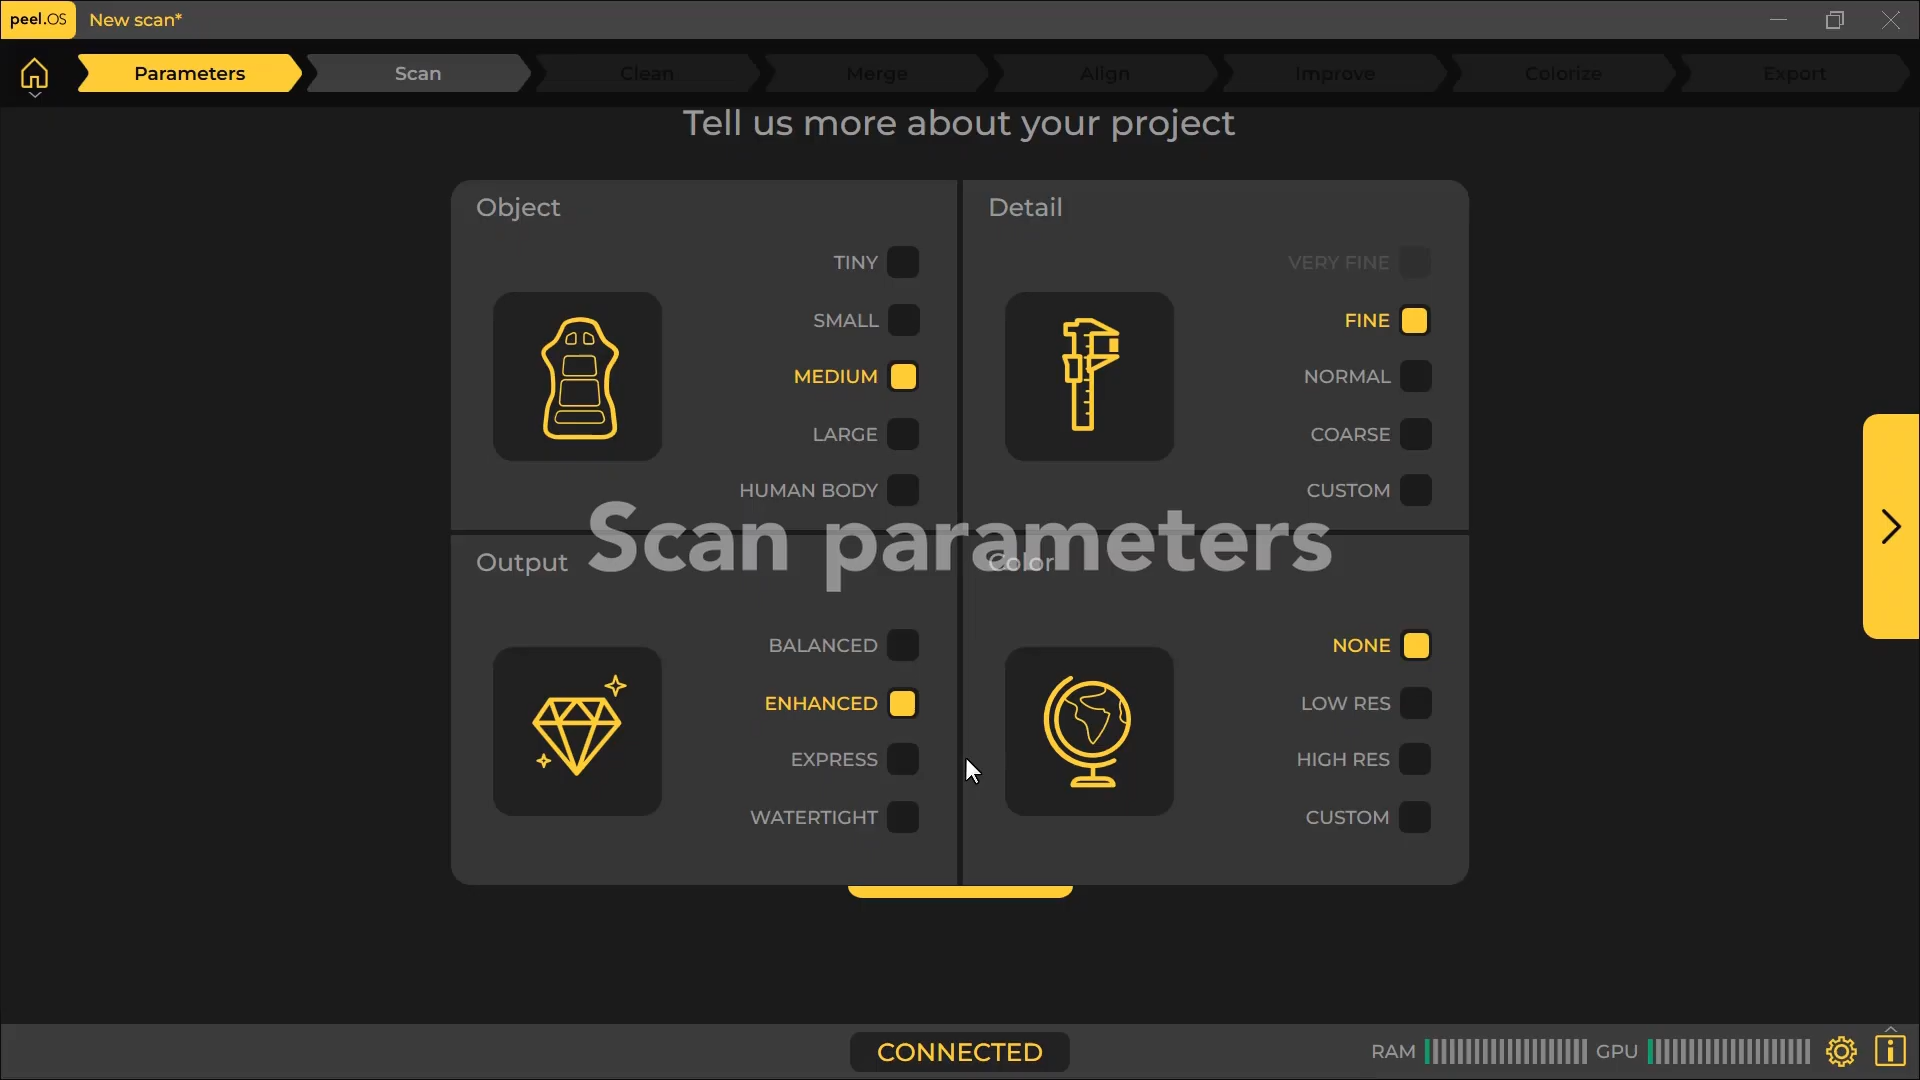 peel.OS New scan*
Parameters Scan Clean Merge Align Improve Colorize Export
Tell us more about your project
Object
TINY
SMALL
MEDIUM
LARGE
HUMAN BODY
Detail
VERY FINE
FINE
NORMAL
COARSE
CUSTOM
Scan parameters
Output
BALANCED
ENHANCED
EXPRESS
WATERTIGHT
Color
NONE
LOW RES
HIGH RES
CUSTOM
CONNECTED
RAM GPU